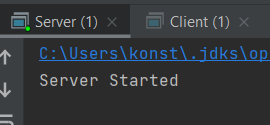 Server (1) × Client (1) ×
C:\Users\konst\.jdks\op
Server Started